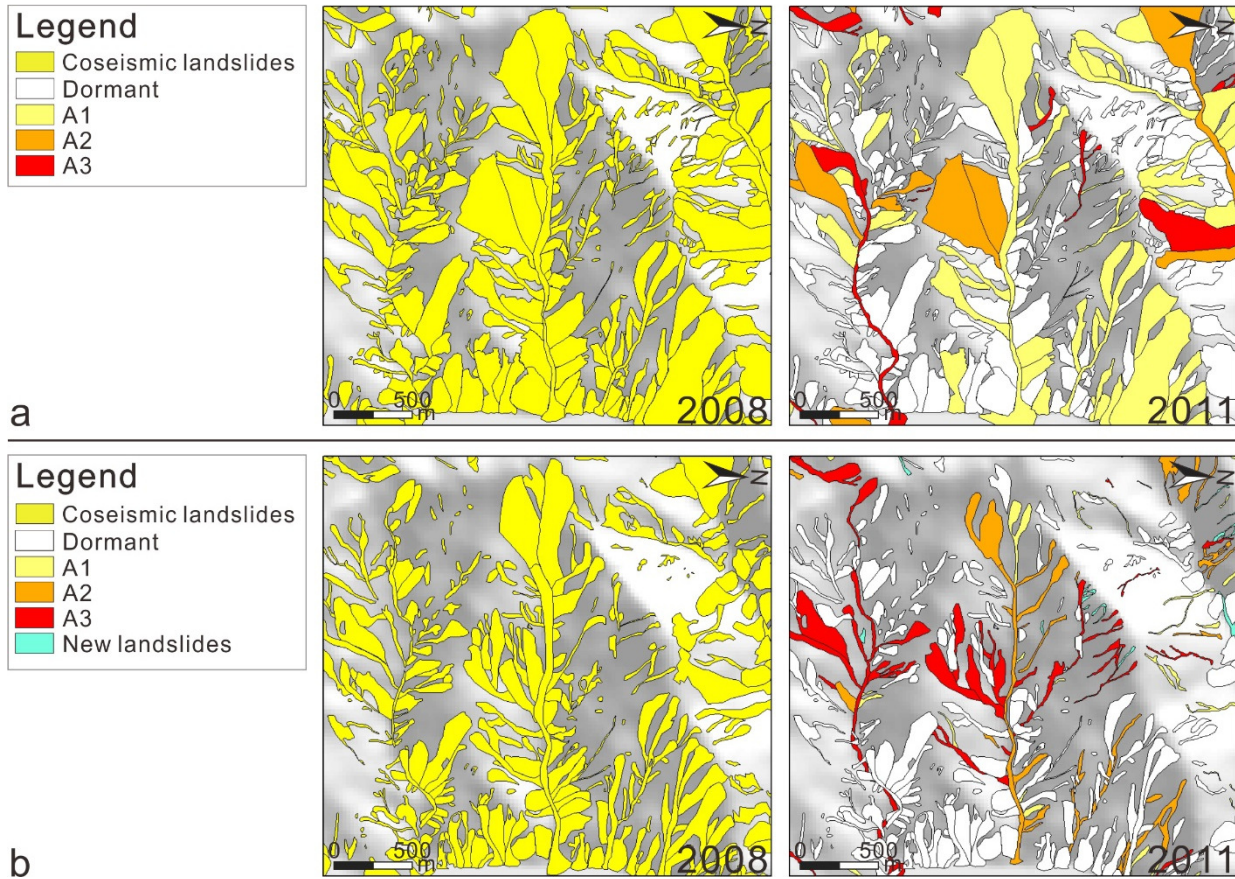 Legend
Coseismic landslides
Dormant
A1
A2
A3
a
N
0 500 m
2008
N
0 500 m
2011
Legend
Coseismic landslides
Dormant
A1
A2
A3
New landslides
b
N
0 500 m
2008
N
0 500 m
2011